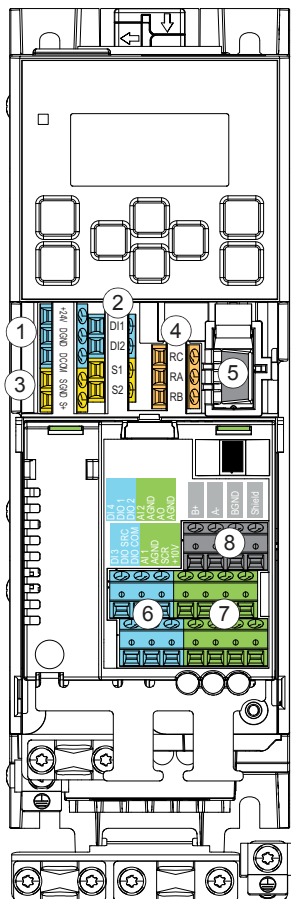 1
2
3
4
5
+24V
DGND
DCOM
SGND
S+
DI1
DI2
S1
S2
RC
RA
RB
DI 4
DIO 1
DIO 2
AI2
AGND
AO
AGND
DI 3
DIO SRC
DIO COM
AI 1
AGND
SCR
+10V
B+
A-
BGND
Shield
8
6
7